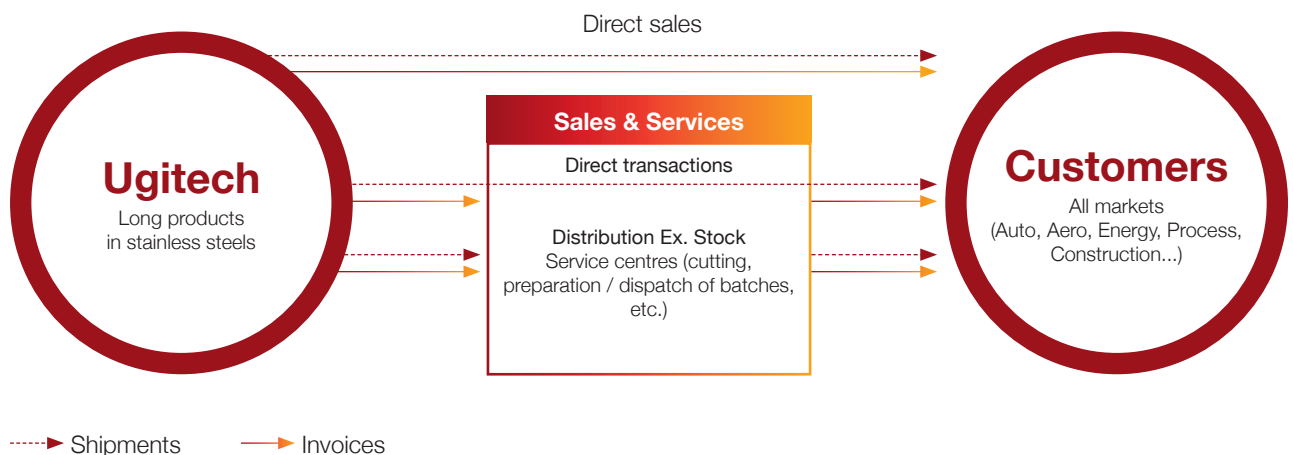 Direct sales
Sales & Services
Direct transactions
Ugitech
Long products
in stainless steels
Distribution Ex. Stock
Service centres (cutting,
preparation / dispatch of batches,
etc.)
Customers
All markets
(Auto, Aero, Energy, Process,
Construction...)
Shipments
Invoices